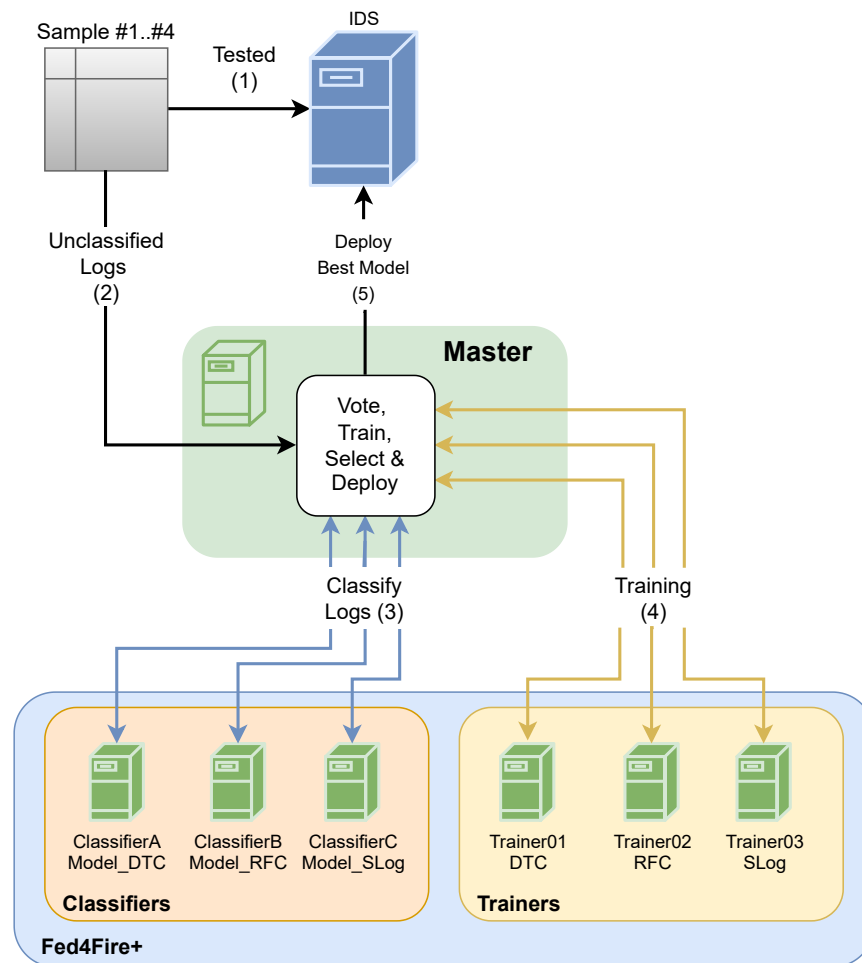 Sample #1..#4
IDS
Tested
(1)
Unclassified
Logs
(2)
Deploy
Best Model
(5)
Master
Vote,
Train,
Select &
Deploy
Classify
Logs (3)
Training
(4)
ClassifierA
Model_DTC
ClassifierB
Model_RFC
ClassifierC
Model_SLog
Classifiers
Trainer01
DTC
Trainer02
RFC
Trainer03
SLog
Trainers
Fed4Fire+